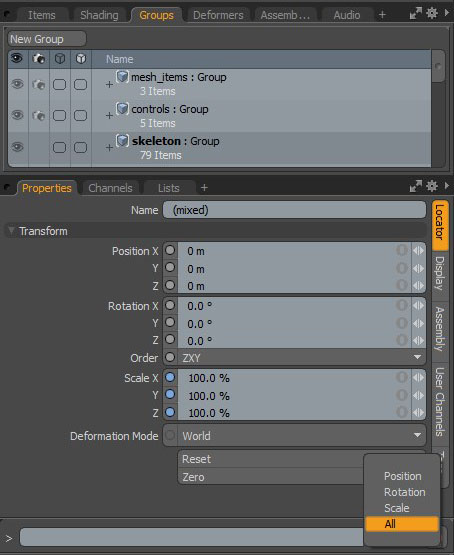 Items Shading Groups Deformers Assemb... Audio +
New Group
Name
+ mesh_items : Group
3 Items
+ controls : Group
5 Items
+ skeleton : Group
79 Items
Properties Channels Lists +
Name (mixed)
Transform
Position X 0 m
Y 0 m
Z 0 m
Rotation X 0.0 °
Y 0.0 °
Z 0.0 °
Order ZXY
Scale X 100.0 %
Y 100.0 %
Z 100.0 %
Deformation Mode World
Reset
Zero
Locator
Display
Assembly
User Channels
Position
Rotation
Scale
All
>